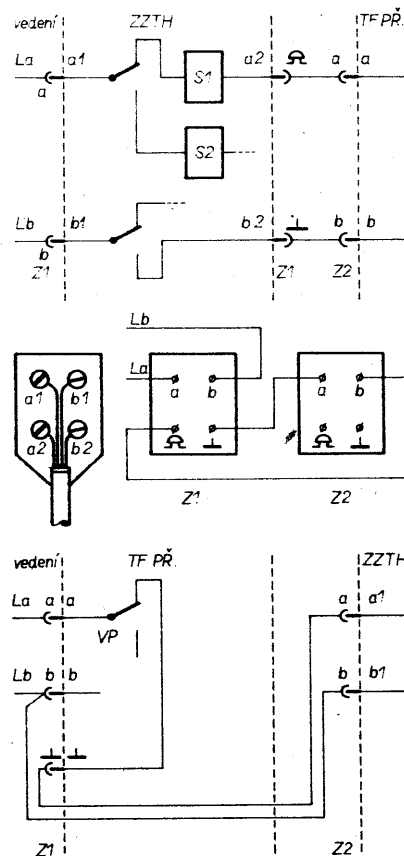 vedení ZZTH TF PŘ.
La a1 a2 a a
a S1
S2
Lb b1 b2 b b
b
Z1 Z1 Z2
Lb
La a b a b
a1 b1
a2 b2
Z1 Z2
vedení TF PŘ. ZZTH
La a a a a1
VP
Lb b b b b1
Z1 Z2